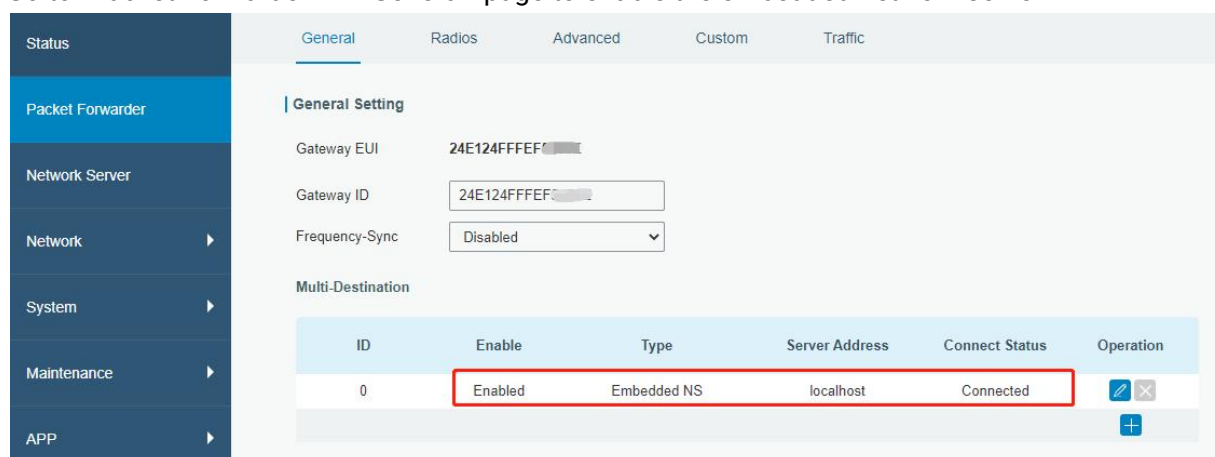 Status
General Radios Advanced Custom Traffic
Packet Forwarder
General Setting
Gateway EUI 24E124FFFEF
Network Server
Gateway ID 24E124FFFEF
Frequency-Sync Disabled
Network
Multi-Destination
System
ID Enable Type Server Address Connect Status Operation
Maintenance
0 Enabled Embedded NS localhost Connected
APP